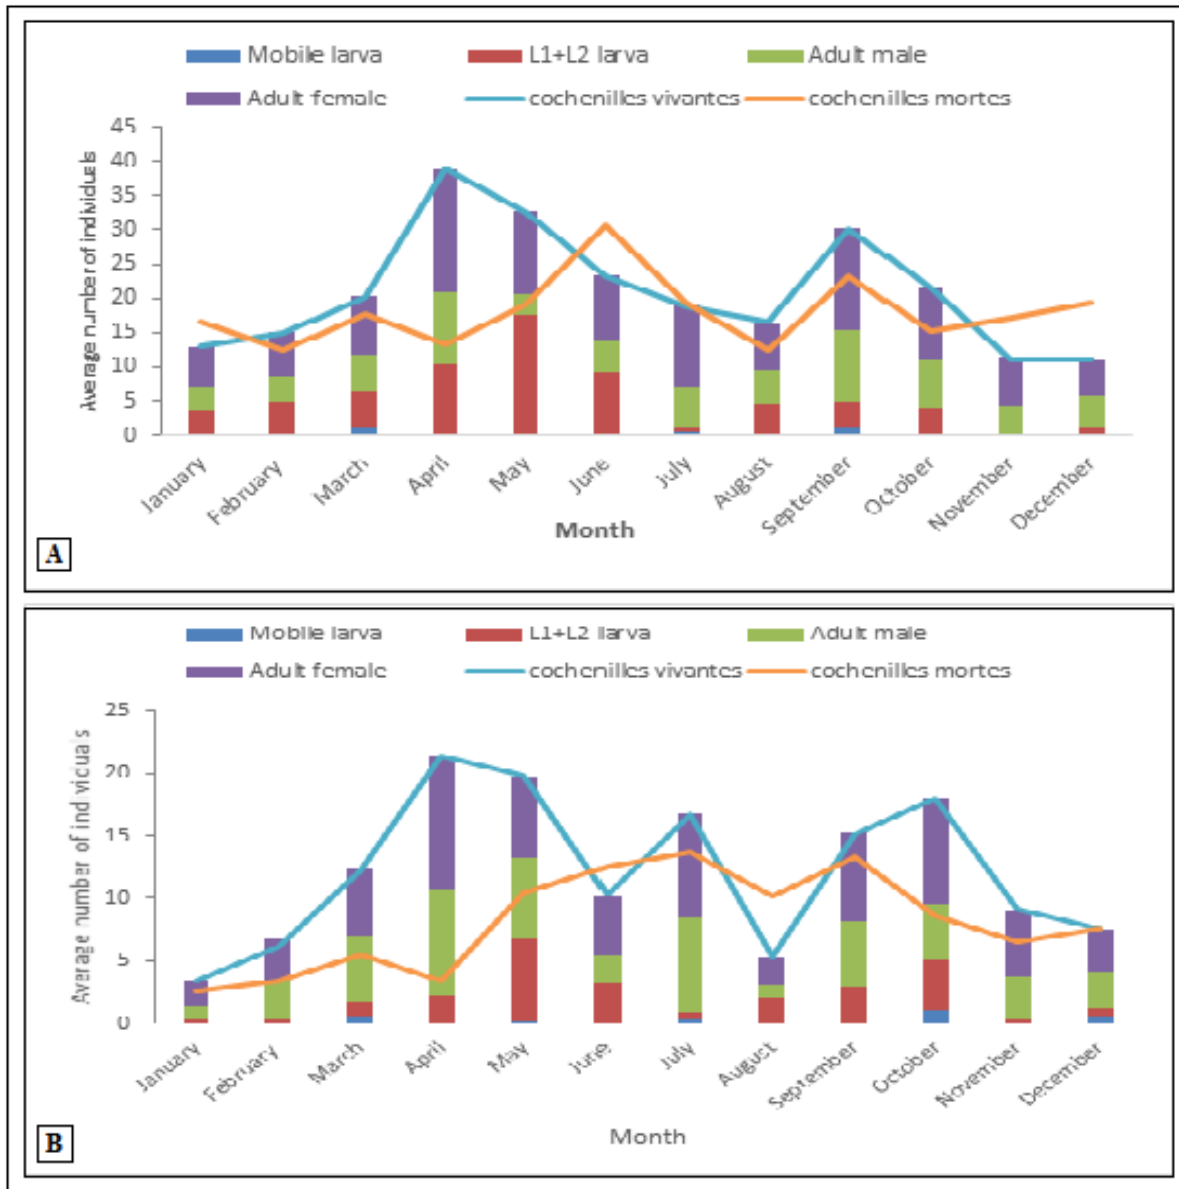 Mobile larva L1+L2 larva Adult male
Adult female cochenilles vivantes cochenilles mortes
45
40
35
30
25
20
15
10
5
0
Average number of individuals
January February March April May June July August September October November December
Month
A
Mobile larva L1+L2 larva Adult male
Adult female cochenilles vivantes cochenilles mortes
25
20
15
10
5
0
Average number of indivicuals
January February March April May June July August September October November December
Month
B